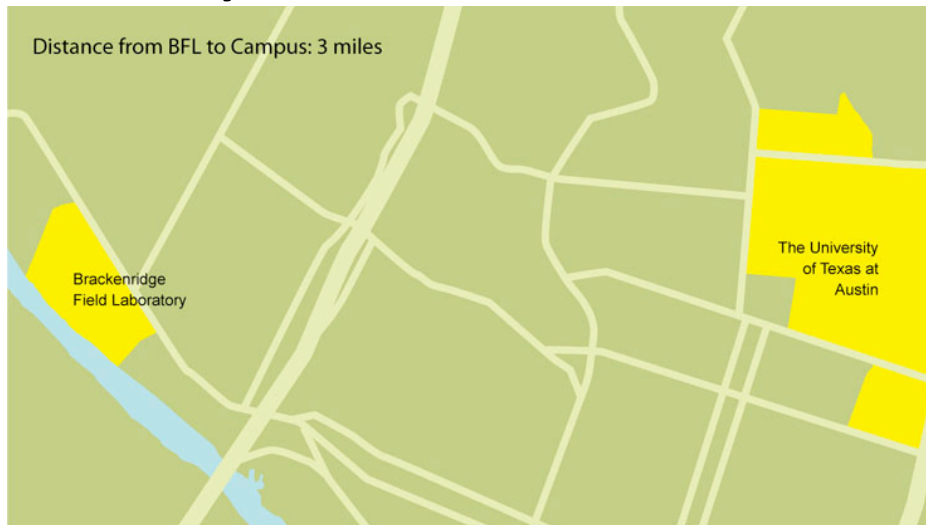 Distance from BFL to Campus: 3 miles
Brackenridge
Field Laboratory
The University
of Texas at
Austin